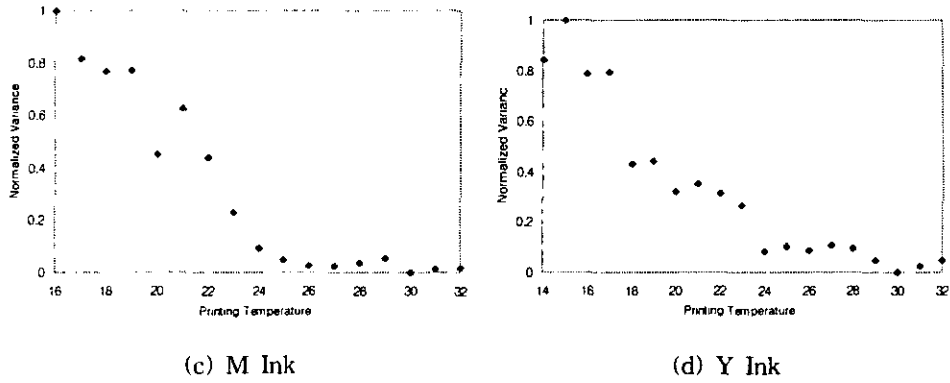 1
0.8
0.6
0.4
0.2
0
Normalized Variance
16 18 20 22 24 26 28 30 32
Printing Temperature
(c) M Ink
1
0.8
0.6
0.4
0.2
0
Normalized Varianc
14 16 18 20 22 24 26 28 30 32
Printing Temperature
(d) Y Ink